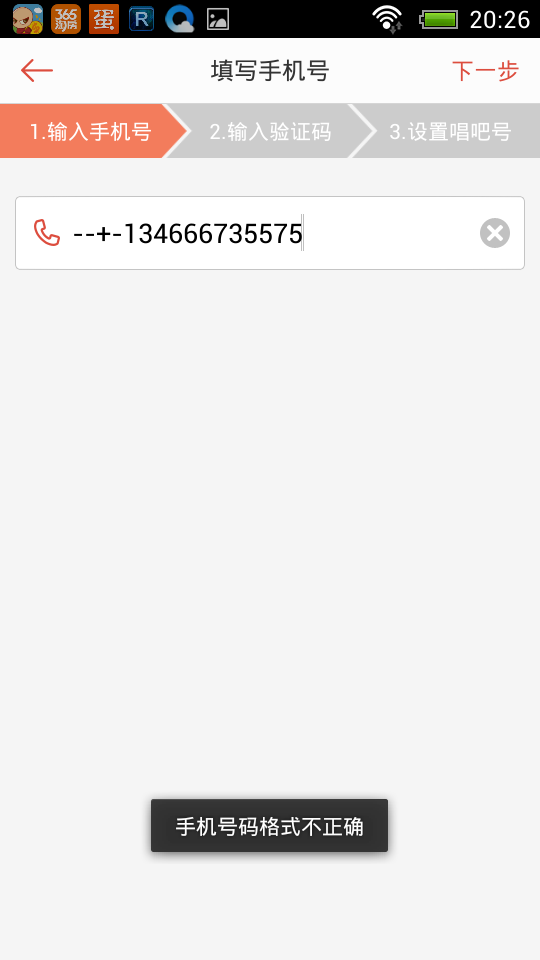 365
淘房
蛋
R
20:26
填写手机号
下一步
1.输入手机号
2.输入验证码
3.设置唱吧号
--+-134666735575
手机号码格式不正确